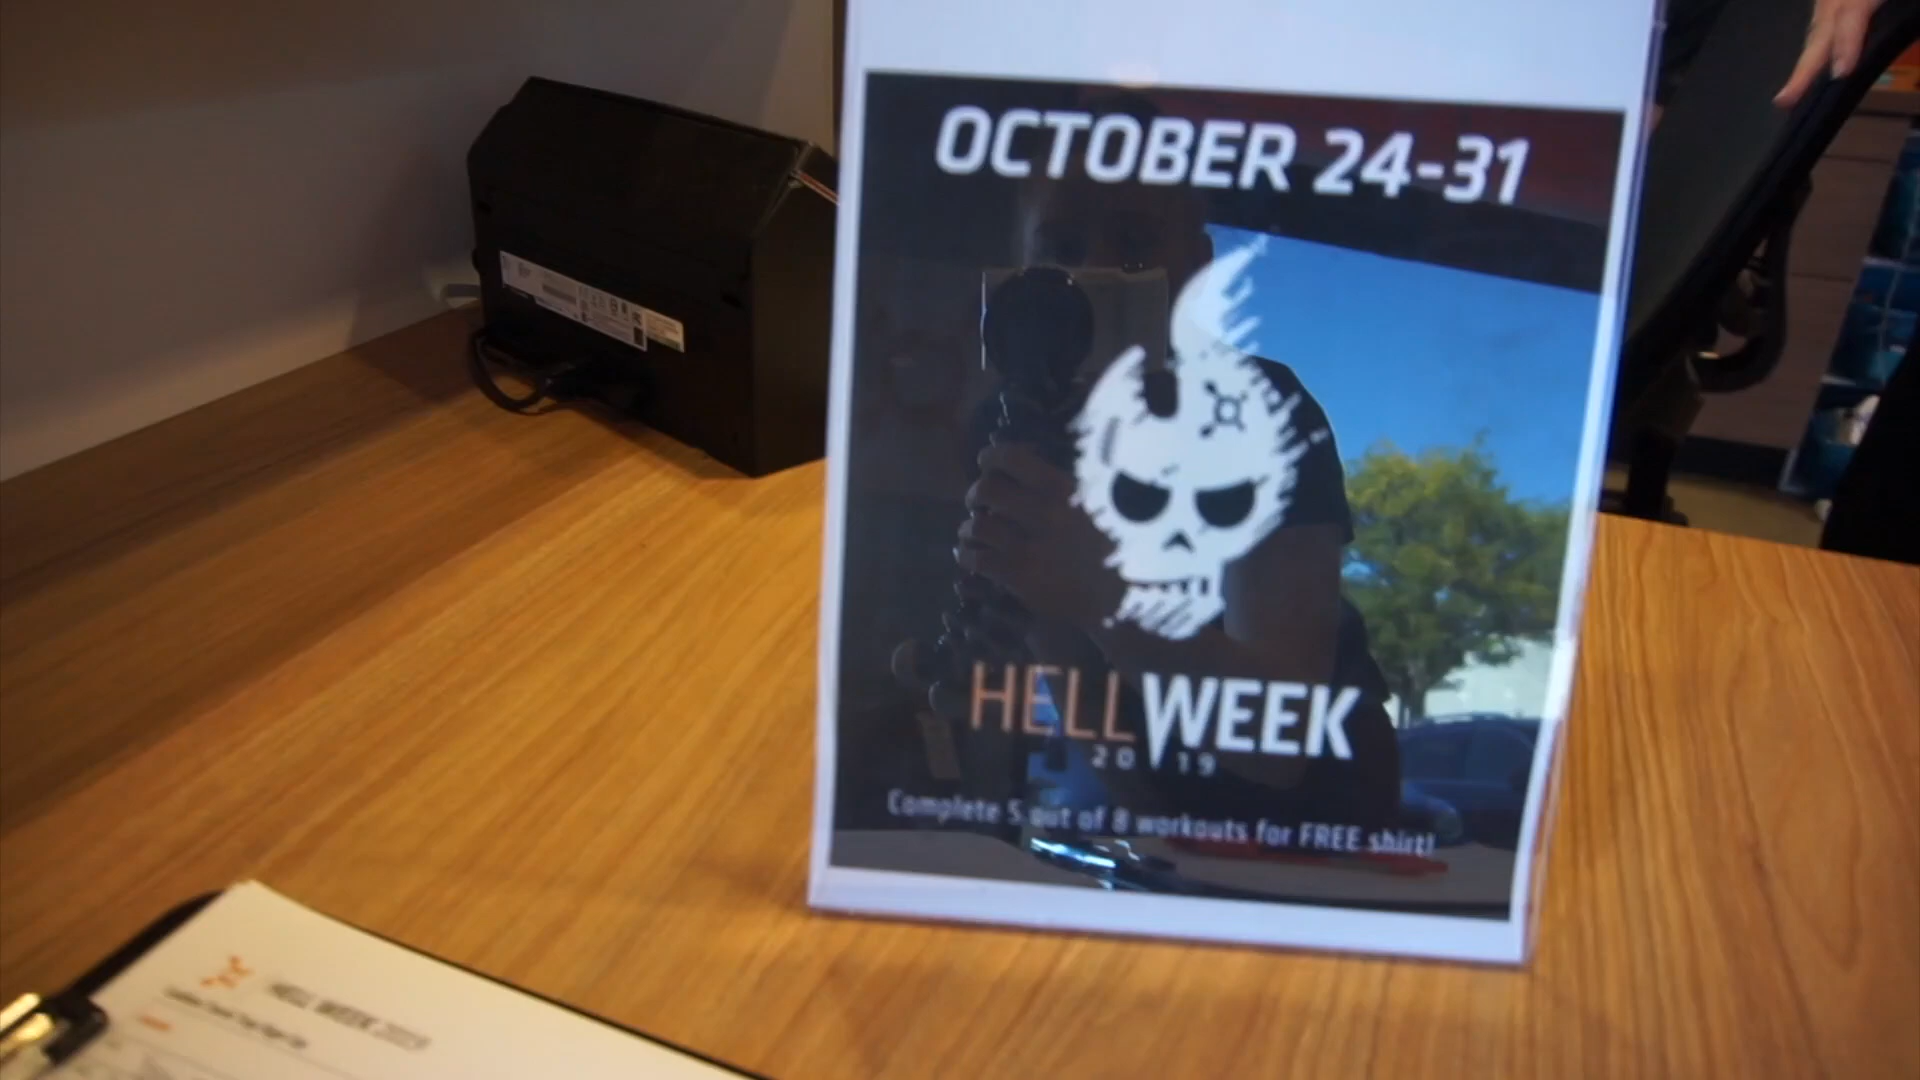 OCTOBER 24-31
HELLWEEK
2019
Complete 5 out of 8 workouts for FREE shirt!
HELL WEEK 2019